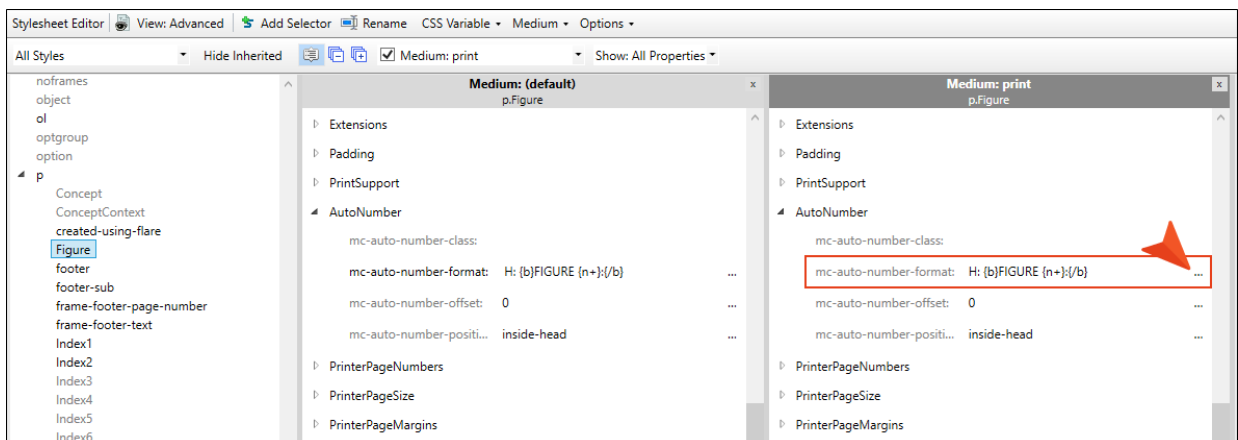 Stylesheet Editor View: Advanced Add Selector Rename CSS Variable Medium Options
All Styles Hide Inherited Medium: print Show: All Properties
noframes
object
ol
optgroup
option
p
Concept
ConceptContext
created-using-flare
Figure
footer
footer-sub
frame-footer-page-number
frame-footer-text
Index1
Index2
Index3
Index4
Index5
Index6
Medium: (default) x
p.Figure
Extensions
Padding
PrintSupport
AutoNumber
mc-auto-number-class:
mc-auto-number-format: H: {b}FIGURE {n+}:{/b} ...
mc-auto-number-offset: 0 ...
mc-auto-number-positi... inside-head ...
PrinterPageNumbers
PrinterPageSize
PrinterPageMargins
Medium: print x
p.Figure
Extensions
Padding
PrintSupport
AutoNumber
mc-auto-number-class:
mc-auto-number-format: H: {b}FIGURE {n+}:{/b} ...
mc-auto-number-offset: 0 ...
mc-auto-number-positi... inside-head ...
PrinterPageNumbers
PrinterPageSize
PrinterPageMargins